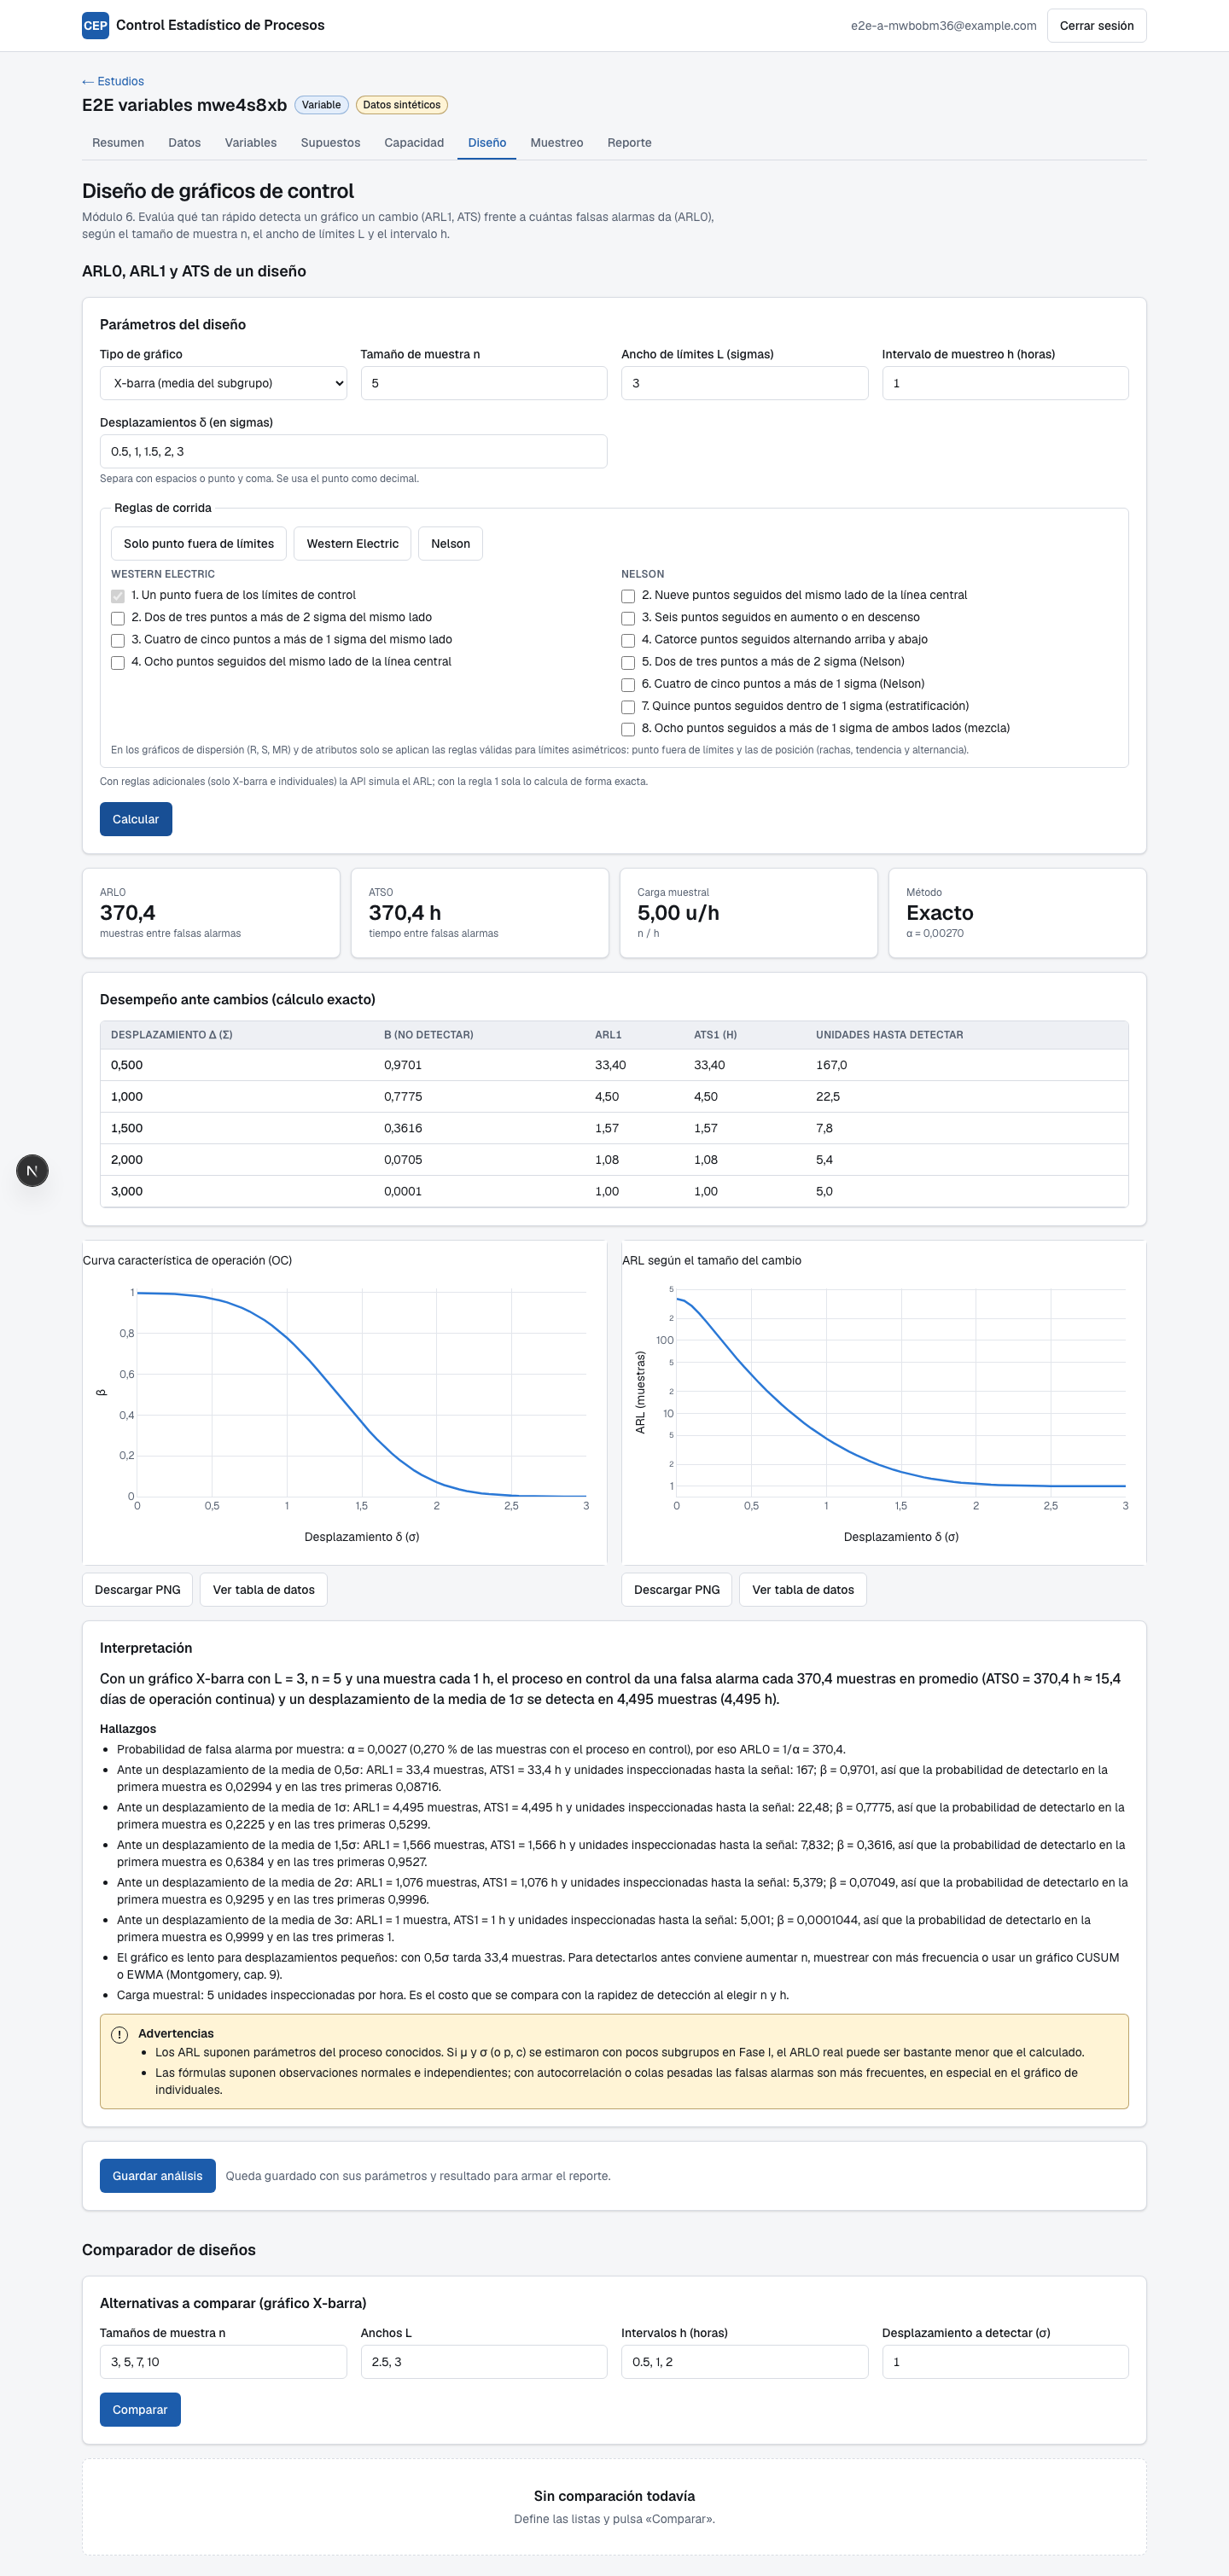 CEP Control Estadístico de Procesos
e2e-a-mwbobm36@example.com
Cerrar sesión
← Estudios
E2E variables mwe4s8xb Variable Datos sintéticos
Resumen Datos Variables Supuestos Capacidad Diseño Muestreo Reporte
Diseño de gráficos de control
Módulo 6. Evalúa qué tan rápido detecta un gráfico un cambio (ARL1, ATS) frente a cuántas falsas alarmas da (ARL0),
según el tamaño de muestra n, el ancho de límites L y el intervalo h.
ARL0, ARL1 y ATS de un diseño
Parámetros del diseño
Tipo de gráfico Tamaño de muestra n Ancho de límites L (sigmas) Intervalo de muestreo h (horas)
X-barra (media del subgrupo) 5 3 1
Desplazamientos δ (en sigmas)
0.5, 1, 1.5, 2, 3
Separa con espacios o punto y coma. Se usa el punto como decimal.
Reglas de corrida
Solo punto fuera de límites Western Electric Nelson
WESTERN ELECTRIC
1. Un punto fuera de los límites de control
2. Dos de tres puntos a más de 2 sigma del mismo lado
3. Cuatro de cinco puntos a más de 1 sigma del mismo lado
4. Ocho puntos seguidos del mismo lado de la línea central
NELSON
2. Nueve puntos seguidos del mismo lado de la línea central
3. Seis puntos seguidos en aumento o en descenso
4. Catorce puntos seguidos alternando arriba y abajo
5. Dos de tres puntos a más de 2 sigma (Nelson)
6. Cuatro de cinco puntos a más de 1 sigma (Nelson)
7. Quince puntos seguidos dentro de 1 sigma (estratificación)
8. Ocho puntos seguidos a más de 1 sigma de ambos lados (mezcla)
En los gráficos de dispersión (R, S, MR) y de atributos solo se aplican las reglas válidas para límites asimétricos: punto fuera de límites y las de posición (rachas, tendencia y alternancia).
Con reglas adicionales (solo X-barra e individuales) la API simula el ARL; con la regla 1 sola lo calcula de forma exacta.
Calcular
ARL0
370,4
muestras entre falsas alarmas
ATS0
370,4 h
tiempo entre falsas alarmas
Carga muestral
5,00 u/h
n / h
Método
Exacto
α = 0,00270
Desempeño ante cambios (cálculo exacto)
DESPLAZAMIENTO Δ (Σ) Β (NO DETECTAR) ARL1 ATS1 (H) UNIDADES HASTA DETECTAR
0,500 0,9701 33,40 33,40 167,0
1,000 0,7775 4,50 4,50 22,5
1,500 0,3616 1,57 1,57 7,8
2,000 0,0705 1,08 1,08 5,4
3,000 0,0001 1,00 1,00 5,0
N
Curva característica de operación (OC)
1
0,8
0,6
0,4
0,2
0
β
0 0,5 1 1,5 2 2,5 3
Desplazamiento δ (σ)
ARL según el tamaño del cambio
5
2
100
5
2
10
5
2
1
ARL (muestras)
0 0,5 1 1,5 2 2,5 3
Desplazamiento δ (σ)
Descargar PNG Ver tabla de datos
Descargar PNG Ver tabla de datos
Interpretación
Con un gráfico X-barra con L = 3, n = 5 y una muestra cada 1 h, el proceso en control da una falsa alarma cada 370,4 muestras en promedio (ATS0 = 370,4 h ≈ 15,4
días de operación continua) y un desplazamiento de la media de 1σ se detecta en 4,495 muestras (4,495 h).
Hallazgos
• Probabilidad de falsa alarma por muestra: α = 0,0027 (0,270 % de las muestras con el proceso en control), por eso ARL0 = 1/α = 370,4.
• Ante un desplazamiento de la media de 0,5σ: ARL1 = 33,4 muestras, ATS1 = 33,4 h y unidades inspeccionadas hasta la señal: 167; β = 0,9701, así que la probabilidad de detectarlo en la
primera muestra es 0,02994 y en las tres primeras 0,08716.
• Ante un desplazamiento de la media de 1σ: ARL1 = 4,495 muestras, ATS1 = 4,495 h y unidades inspeccionadas hasta la señal: 22,48; β = 0,7775, así que la probabilidad de detectarlo en la
primera muestra es 0,2225 y en las tres primeras 0,5299.
• Ante un desplazamiento de la media de 1,5σ: ARL1 = 1,566 muestras, ATS1 = 1,566 h y unidades inspeccionadas hasta la señal: 7,832; β = 0,3616, así que la probabilidad de detectarlo en la
primera muestra es 0,6384 y en las tres primeras 0,9527.
• Ante un desplazamiento de la media de 2σ: ARL1 = 1,076 muestras, ATS1 = 1,076 h y unidades inspeccionadas hasta la señal: 5,379; β = 0,07049, así que la probabilidad de detectarlo en la
primera muestra es 0,9295 y en las tres primeras 0,9996.
• Ante un desplazamiento de la media de 3σ: ARL1 = 1 muestra, ATS1 = 1 h y unidades inspeccionadas hasta la señal: 5,001; β = 0,0001044, así que la probabilidad de detectarlo en la
primera muestra es 0,9999 y en las tres primeras 1.
• El gráfico es lento para desplazamientos pequeños: con 0,5σ tarda 33,4 muestras. Para detectarlos antes conviene aumentar n, muestrear con más frecuencia o usar un gráfico CUSUM
o EWMA (Montgomery, cap. 9).
• Carga muestral: 5 unidades inspeccionadas por hora. Es el costo que se compara con la rapidez de detección al elegir n y h.
! Advertencias
• Los ARL suponen parámetros del proceso conocidos. Si μ y σ (o p, c) se estimaron con pocos subgrupos en Fase I, el ARL0 real puede ser bastante menor que el calculado.
• Las fórmulas suponen observaciones normales e independientes; con autocorrelación o colas pesadas las falsas alarmas son más frecuentes, en especial en el gráfico de
individuales.
Guardar análisis Queda guardado con sus parámetros y resultado para armar el reporte.
Comparador de diseños
Alternativas a comparar (gráfico X-barra)
Tamaños de muestra n Anchos L Intervalos h (horas) Desplazamiento a detectar (σ)
3, 5, 7, 10 2.5, 3 0.5, 1, 2 1
Comparar
Sin comparación todavía
Define las listas y pulsa «Comparar».